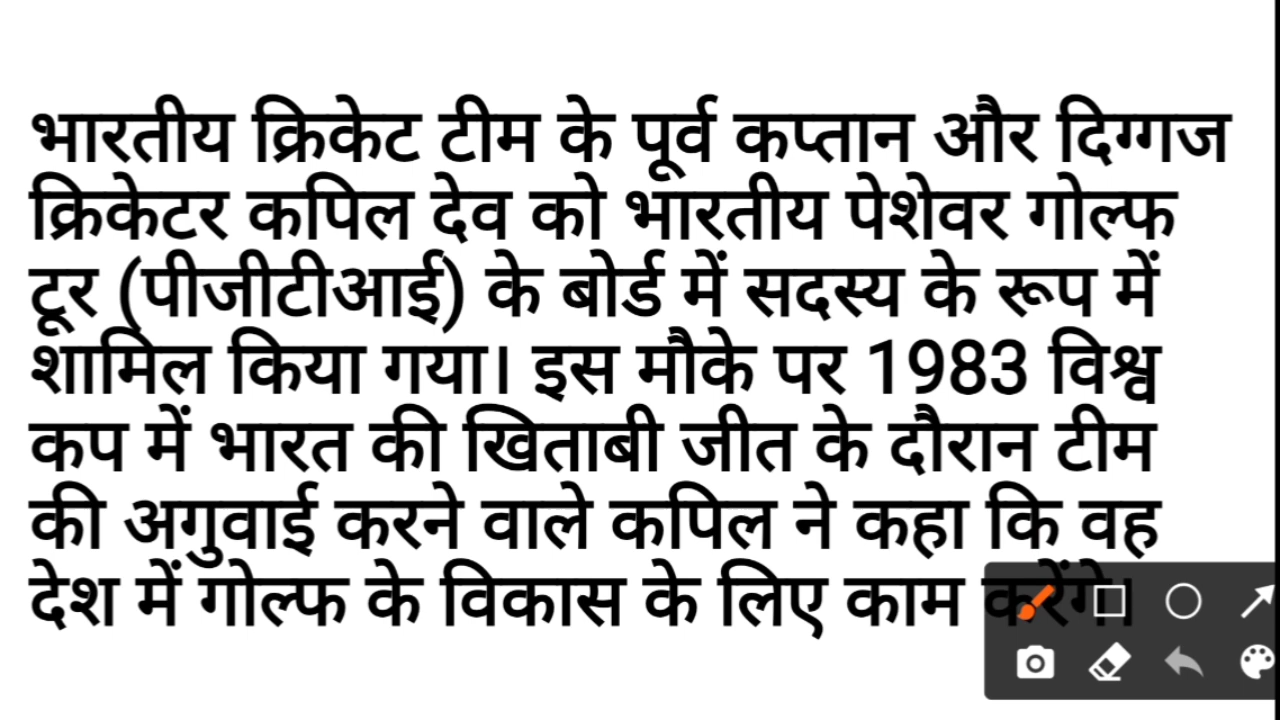 भारतीय क्रिकेट टीम के पूर्व कप्तान और दिग्गज
क्रिकेटर कपिल देव को भारतीय पेशेवर गोल्फ
टूर (पीजीटीआई) के बोर्ड में सदस्य के रूप में
शामिल किया गया। इस मौके पर 1983 विश्व
कप में भारत की खिताबी जीत के दौरान टीम
की अगुवाई करने वाले कपिल ने कहा कि वह
देश में गोल्फ के विकास के लिए काम करेंगे।